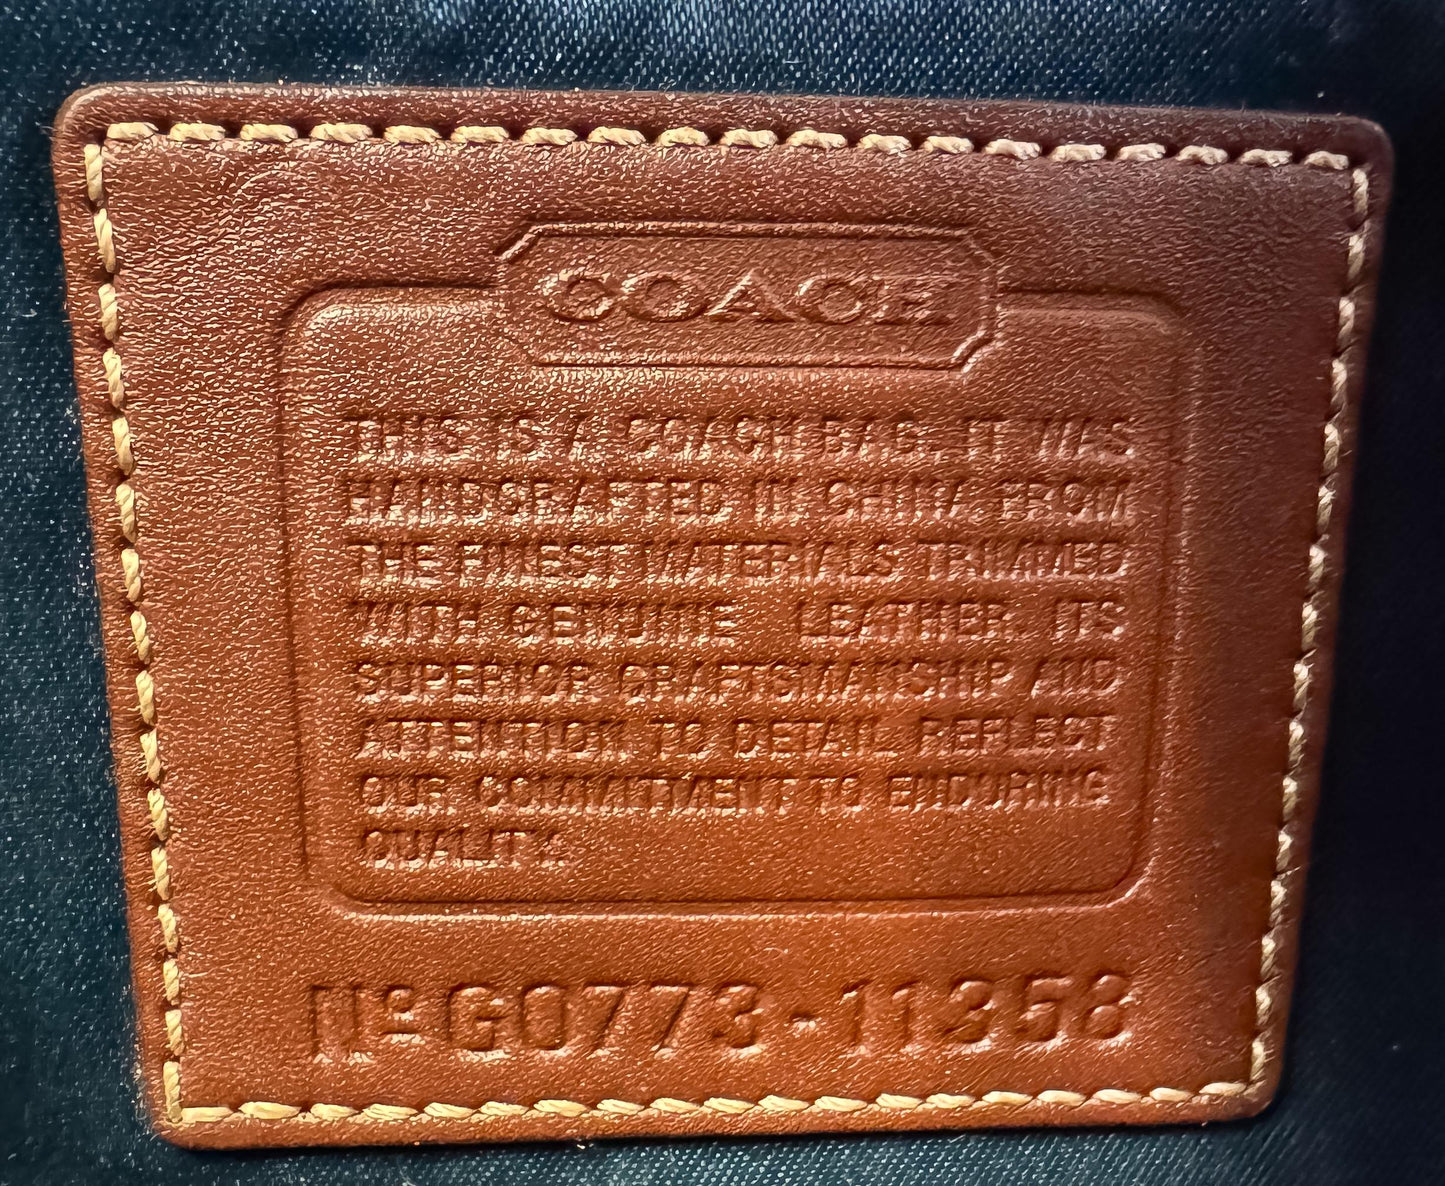 COACH
THIS IS A COACH BAG. IT WAS
HANDCRAFTED IN CHINA FROM
THE FINEST MATERIALS TRIMMED
WITH GENUINE LEATHER. ITS
SUPERIOR CRAFTSMANSHIP AND
ATTENTION TO DETAIL REFLECT
OUR COMMITMENT TO ENDURING
QUALITY.
Nº G0773-11358